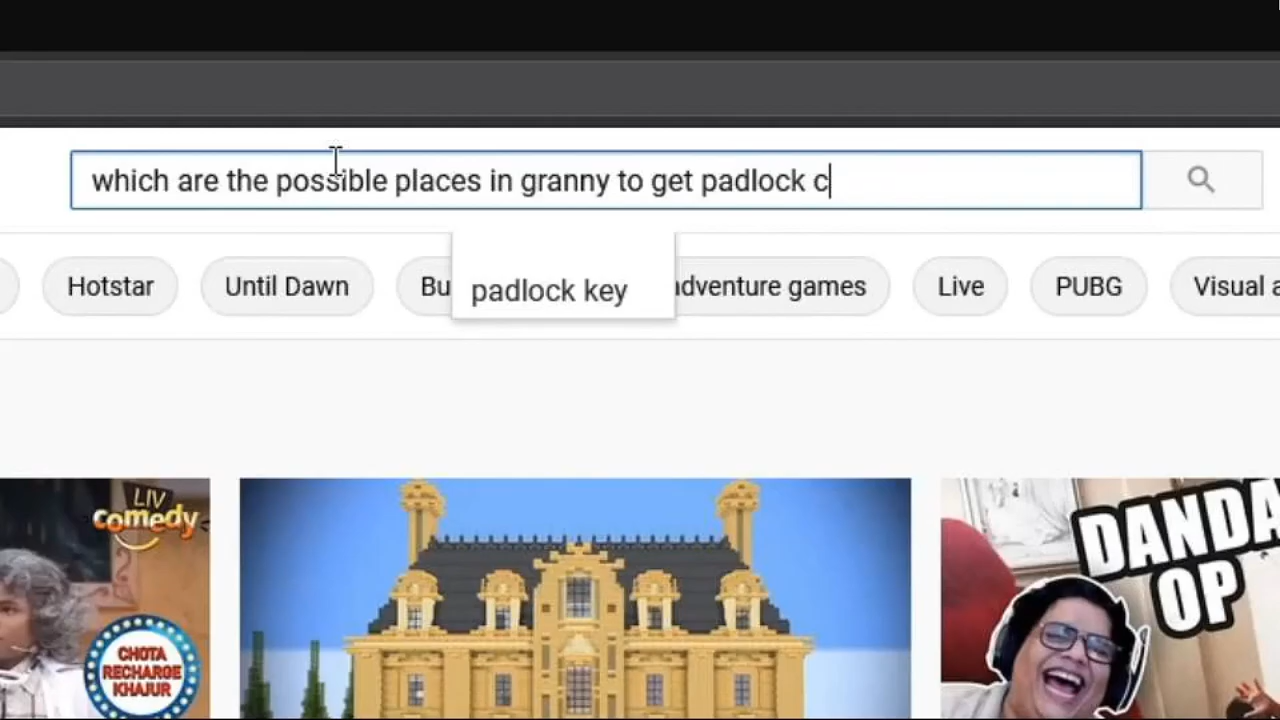 which are the possible places in granny to get padlock c
Hotstar
Until Dawn
Bu
padlock key
adventure games
Live
PUBG
Visual a
LIV
comedy
CHOTA
RECHARGE
KHAJUR
DANDA
OP